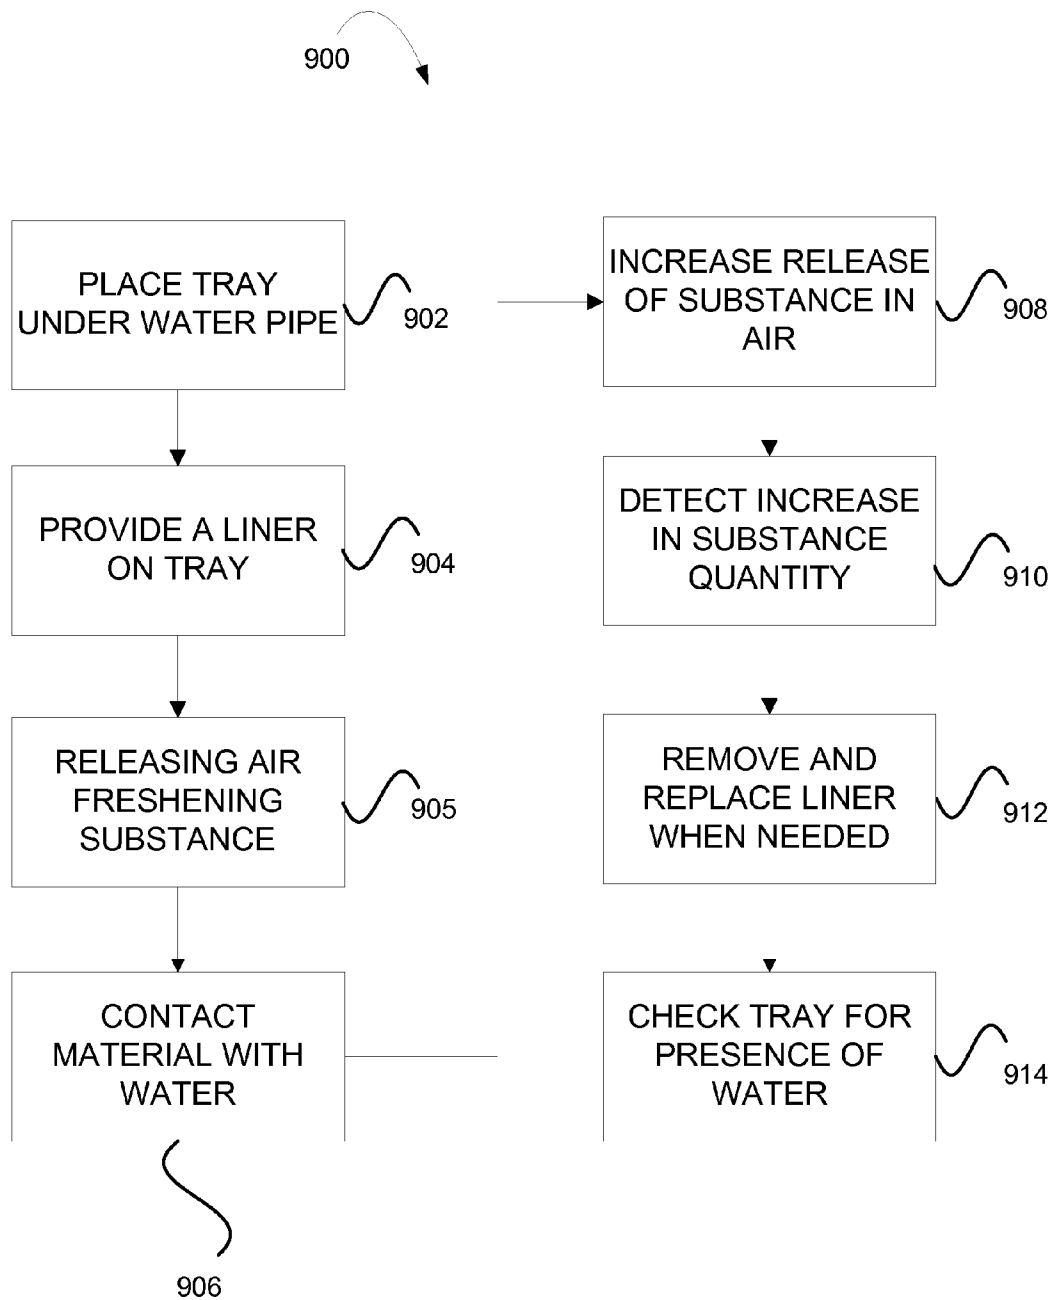 900
PLACE TRAY
UNDER WATER PIPE
902
PROVIDE A LINER
ON TRAY
904
RELEASING AIR
FRESHENING
SUBSTANCE
905
CONTACT
MATERIAL WITH
WATER
906
INCREASE RELEASE
OF SUBSTANCE IN
AIR
908
DETECT INCREASE
IN SUBSTANCE
QUANTITY
910
REMOVE AND
REPLACE LINER
WHEN NEEDED
912
CHECK TRAY FOR
PRESENCE OF
WATER
914